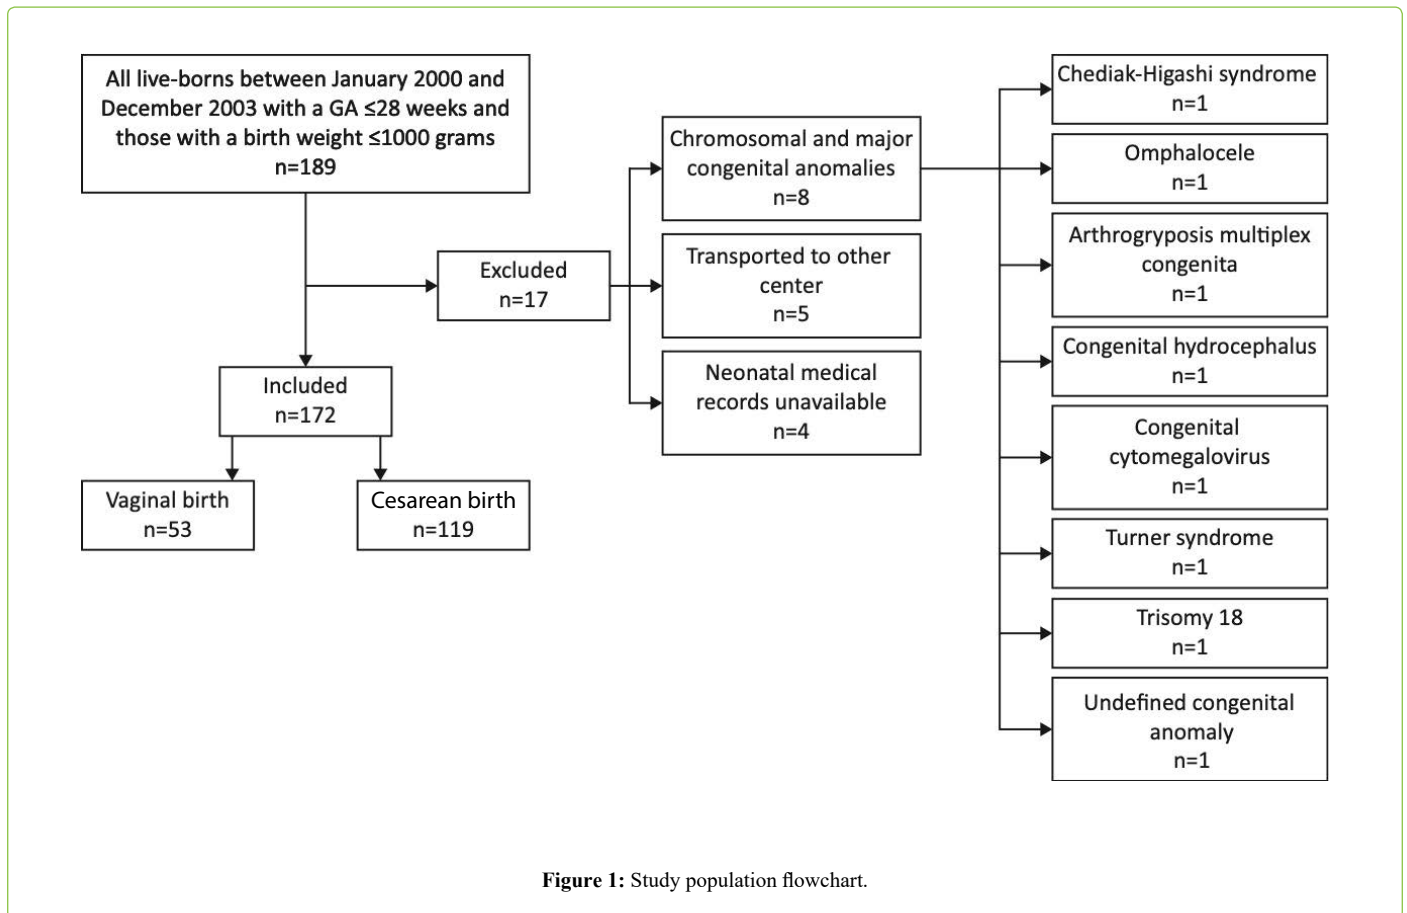 All live-borns between January 2000 and
December 2003 with a GA ≤28 weeks and
those with a birth weight ≤1000 grams
n=189
Excluded
n=17
Included
n=172
Vaginal birth
n=53
Cesarean birth
n=119
Chromosomal and major
congenital anomalies
n=8
Transported to other
center
n=5
Neonatal medical
records unavailable
n=4
Chediak-Higashi syndrome
n=1
Omphalocele
n=1
Arthrogryposis multiplex
congenita
n=1
Congenital hydrocephalus
n=1
Congenital
cytomegalovirus
n=1
Turner syndrome
n=1
Trisomy 18
n=1
Undefined congenital
anomaly
n=1
Figure 1: Study population flowchart.